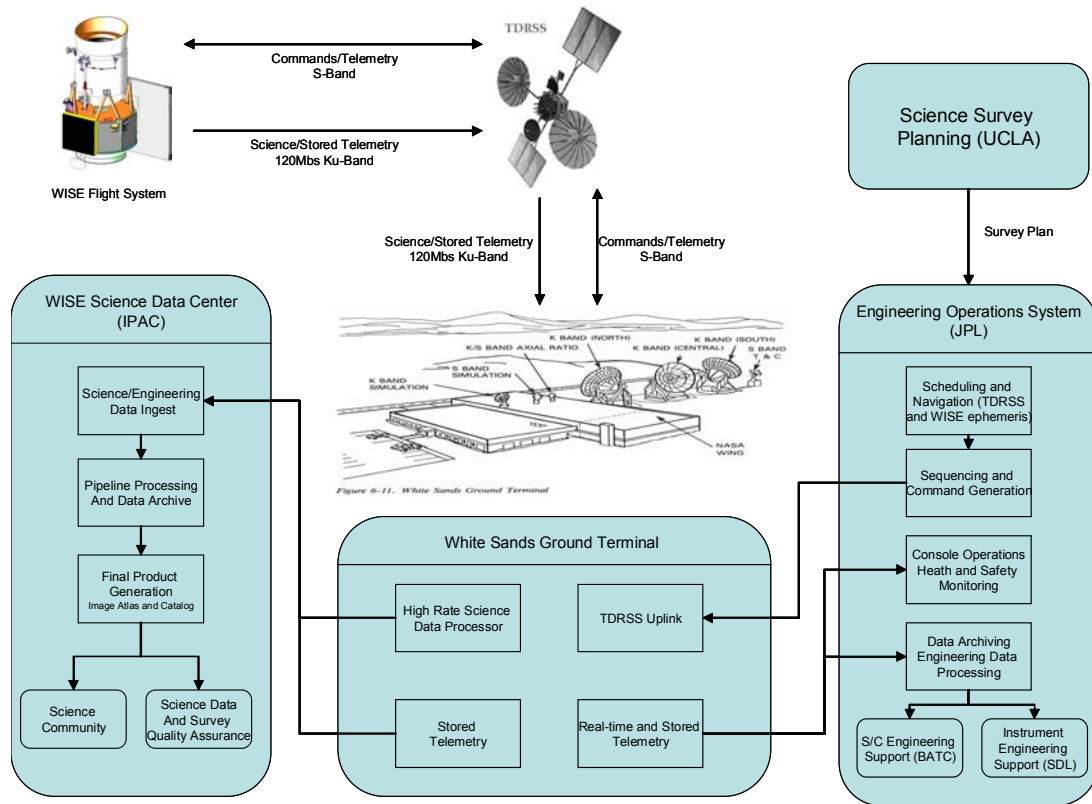 TDRSS
Commands/Telemetry
S-Band
Science/Stored Telemetry
120Mbs Ku-Band
WISE Flight System
Science Survey
Planning (UCLA)
Survey Plan
Science/Stored Telemetry
120Mbs Ku-Band
Commands/Telemetry
S-Band
WISE Science Data Center
(IPAC)
Science/Engineering
Data Ingest
Pipeline Processing
And Data Archive
Final Product
Generation
Image Atlas and Catalog
Science
Community
Science Data
And Survey
Quality Assurance
K BAND (NORTH)
K/S BAND AXIAL RATIO
K BAND (SOUTH)
K BAND (CENTRAL)
S BAND
T & C
S BAND
SIMULATION
K BAND
SIMULATION
NASA
WING
Figure 6-11. White Sands Ground Terminal
White Sands Ground Terminal
High Rate Science
Data Processor
TDRSS Uplink
Stored
Telemetry
Real-time and Stored
Telemetry
Engineering Operations System
(JPL)
Scheduling and
Navigation (TDRSS
and WISE ephemeris)
Sequencing and
Command Generation
Console Operations
Heath and Safety
Monitoring
Data Archiving
Engineering Data
Processing
S/C Engineering
Support (BATC)
Instrument
Engineering
Support (SDL)